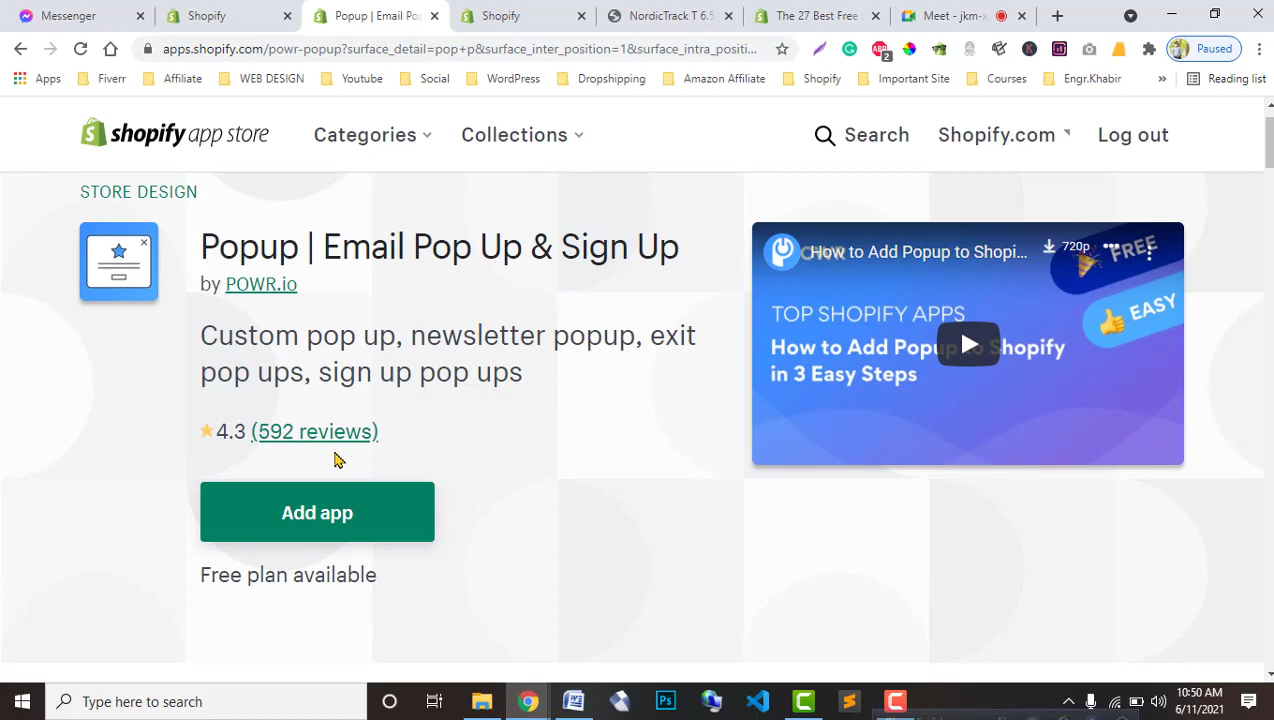 Messenger
Shopify
Popup | Email Po
Shopify
NordicTrack T 6.5
The 27 Best Free
Meet - jkm-x
apps.shopify.com/powr-popup?surface_detail=pop+p&surface_inter_position=1&surface_intra_positi...
2
Paused
Apps
Fiverr
Affiliate
WEB DESIGN
Youtube
Social
WordPress
Dropshipping
Amazon Affiliate
Shopify
Important Site
Courses
Engr.Khabir
»
Reading list
shopify app store
Categories
Collections
Search
Shopify.com
Log out
STORE DESIGN
Popup | Email Pop Up & Sign Up
by POWR.io
Custom pop up, newsletter popup, exit
pop ups, sign up pop ups
4.3 (592 reviews)
Add app
Free plan available
How to Add Popup to Shopi...
720p
FREE
EASY
TOP SHOPIFY APPS
How to Add Popup to Shopify
in 3 Easy Steps
Type here to search
Ps
10:50 AM
6/11/2021